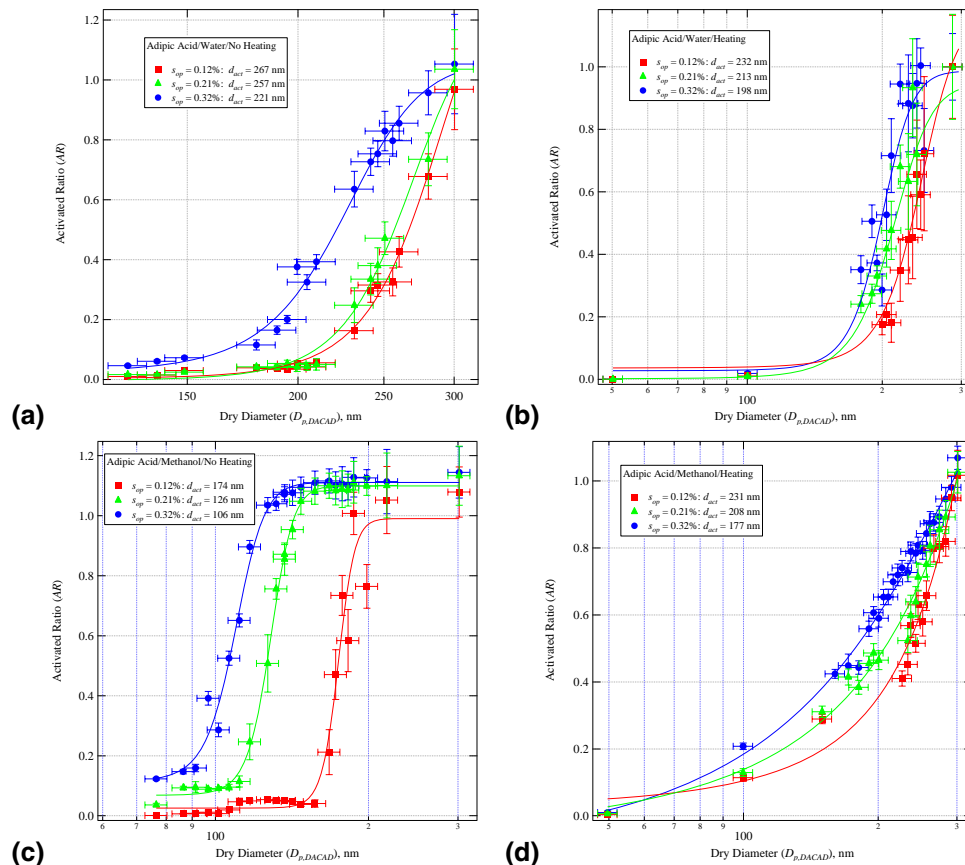 (a)
Activated Ratio (AR)
1.2
1.0
0.8
0.6
0.4
0.2
0.0
Adipic Acid/Water/No Heating
s_op = 0.12%: d_act = 267 nm
s_op = 0.21%: d_act = 257 nm
s_op = 0.32%: d_act = 221 nm
150 200 250 300
Dry Diameter (D_p,DACAD), nm
(b)
Activated Ratio (AR)
1.0
0.8
0.6
0.4
0.2
0.0
Adipic Acid/Water/Heating
s_op = 0.12%: d_act = 232 nm
s_op = 0.21%: d_act = 213 nm
s_op = 0.32%: d_act = 198 nm
5 6 7 8 9 100 2 3
Dry Diameter (D_p,DACAD), nm
(c)
Activated Ratio (AR)
1.2
1.0
0.8
0.6
0.4
0.2
0.0
Adipic Acid/Methanol/No Heating
s_op = 0.12%: d_act = 174 nm
s_op = 0.21%: d_act = 126 nm
s_op = 0.32%: d_act = 106 nm
6 7 8 9 100 2 3
Dry Diameter (D_p,DACAD), nm
(d)
Activated Ratio (AR)
1.0
0.8
0.6
0.4
0.2
0.0
Adipic Acid/Methanol/Heating
s_op = 0.12%: d_act = 231 nm
s_op = 0.21%: d_act = 208 nm
s_op = 0.32%: d_act = 177 nm
5 6 7 8 9 100 2 3
Dry Diameter (D_p,DACAD), nm